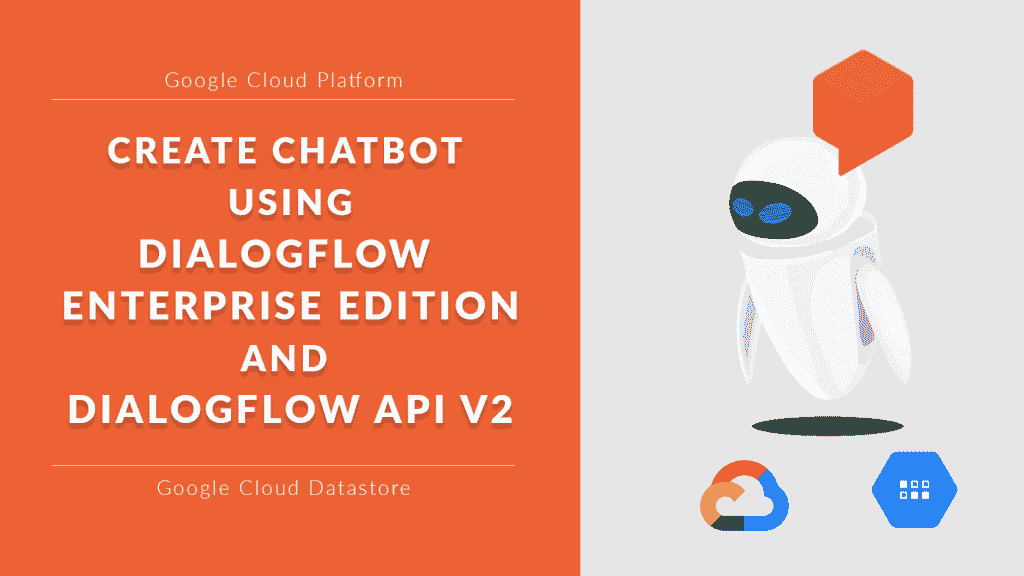 Google Cloud Platform
CREATE CHATBOT
USING
DIALOGFLOW
ENTERPRISE EDITION
AND
DIALOGFLOW API V2
Google Cloud Datastore